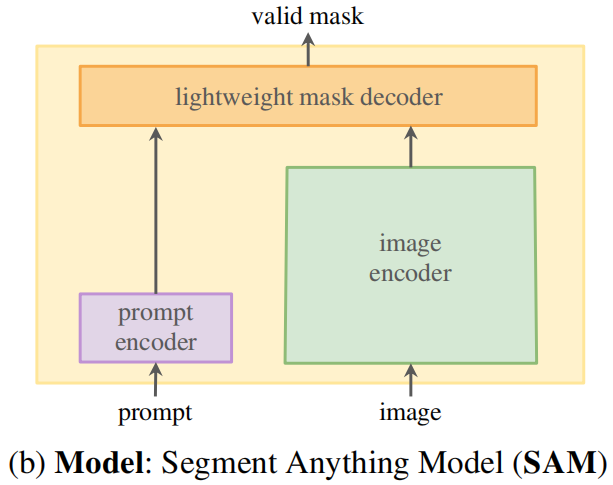 valid mask
lightweight mask decoder
image
encoder
prompt
encoder
prompt
image
(b) Model: Segment Anything Model (SAM)